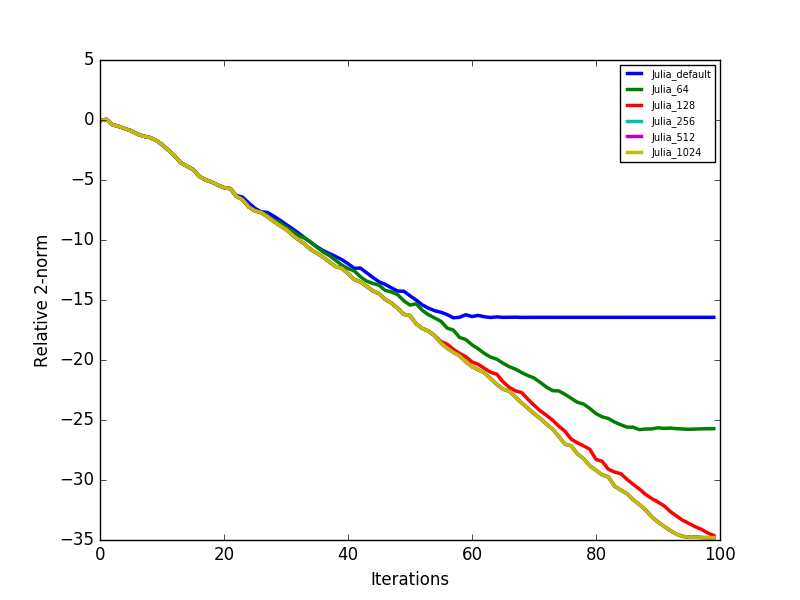 5
0
−5
−10
−15
−20
−25
−30
−35
Relative 2-norm
0
20
40
60
80
100
Iterations
Julia_default
Julia_64
Julia_128
Julia_256
Julia_512
Julia_1024